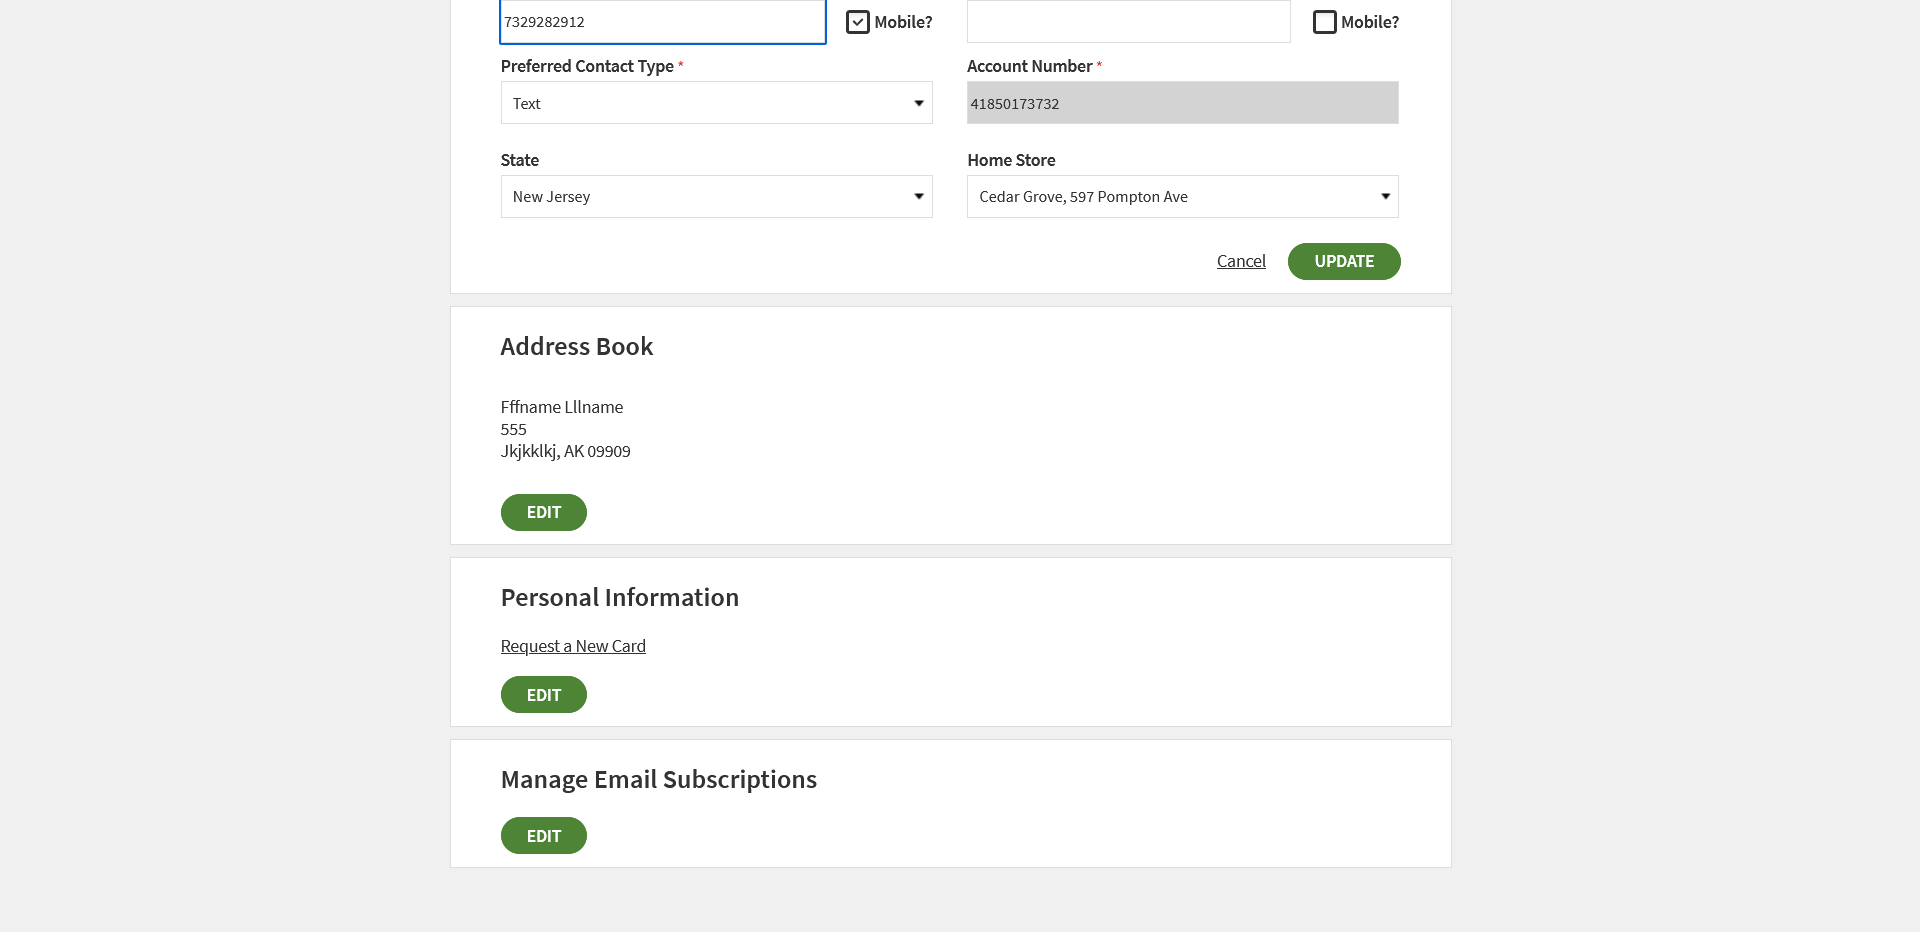 7329282912 Mobile? Mobile?
Preferred Contact Type * Account Number *
Text 41850173732
State Home Store
New Jersey Cedar Grove, 597 Pompton Ave
Cancel UPDATE
Address Book
Fffname Lllname
555
Jkjkklkj, AK 09909
EDIT
Personal Information
Request a New Card
EDIT
Manage Email Subscriptions
EDIT